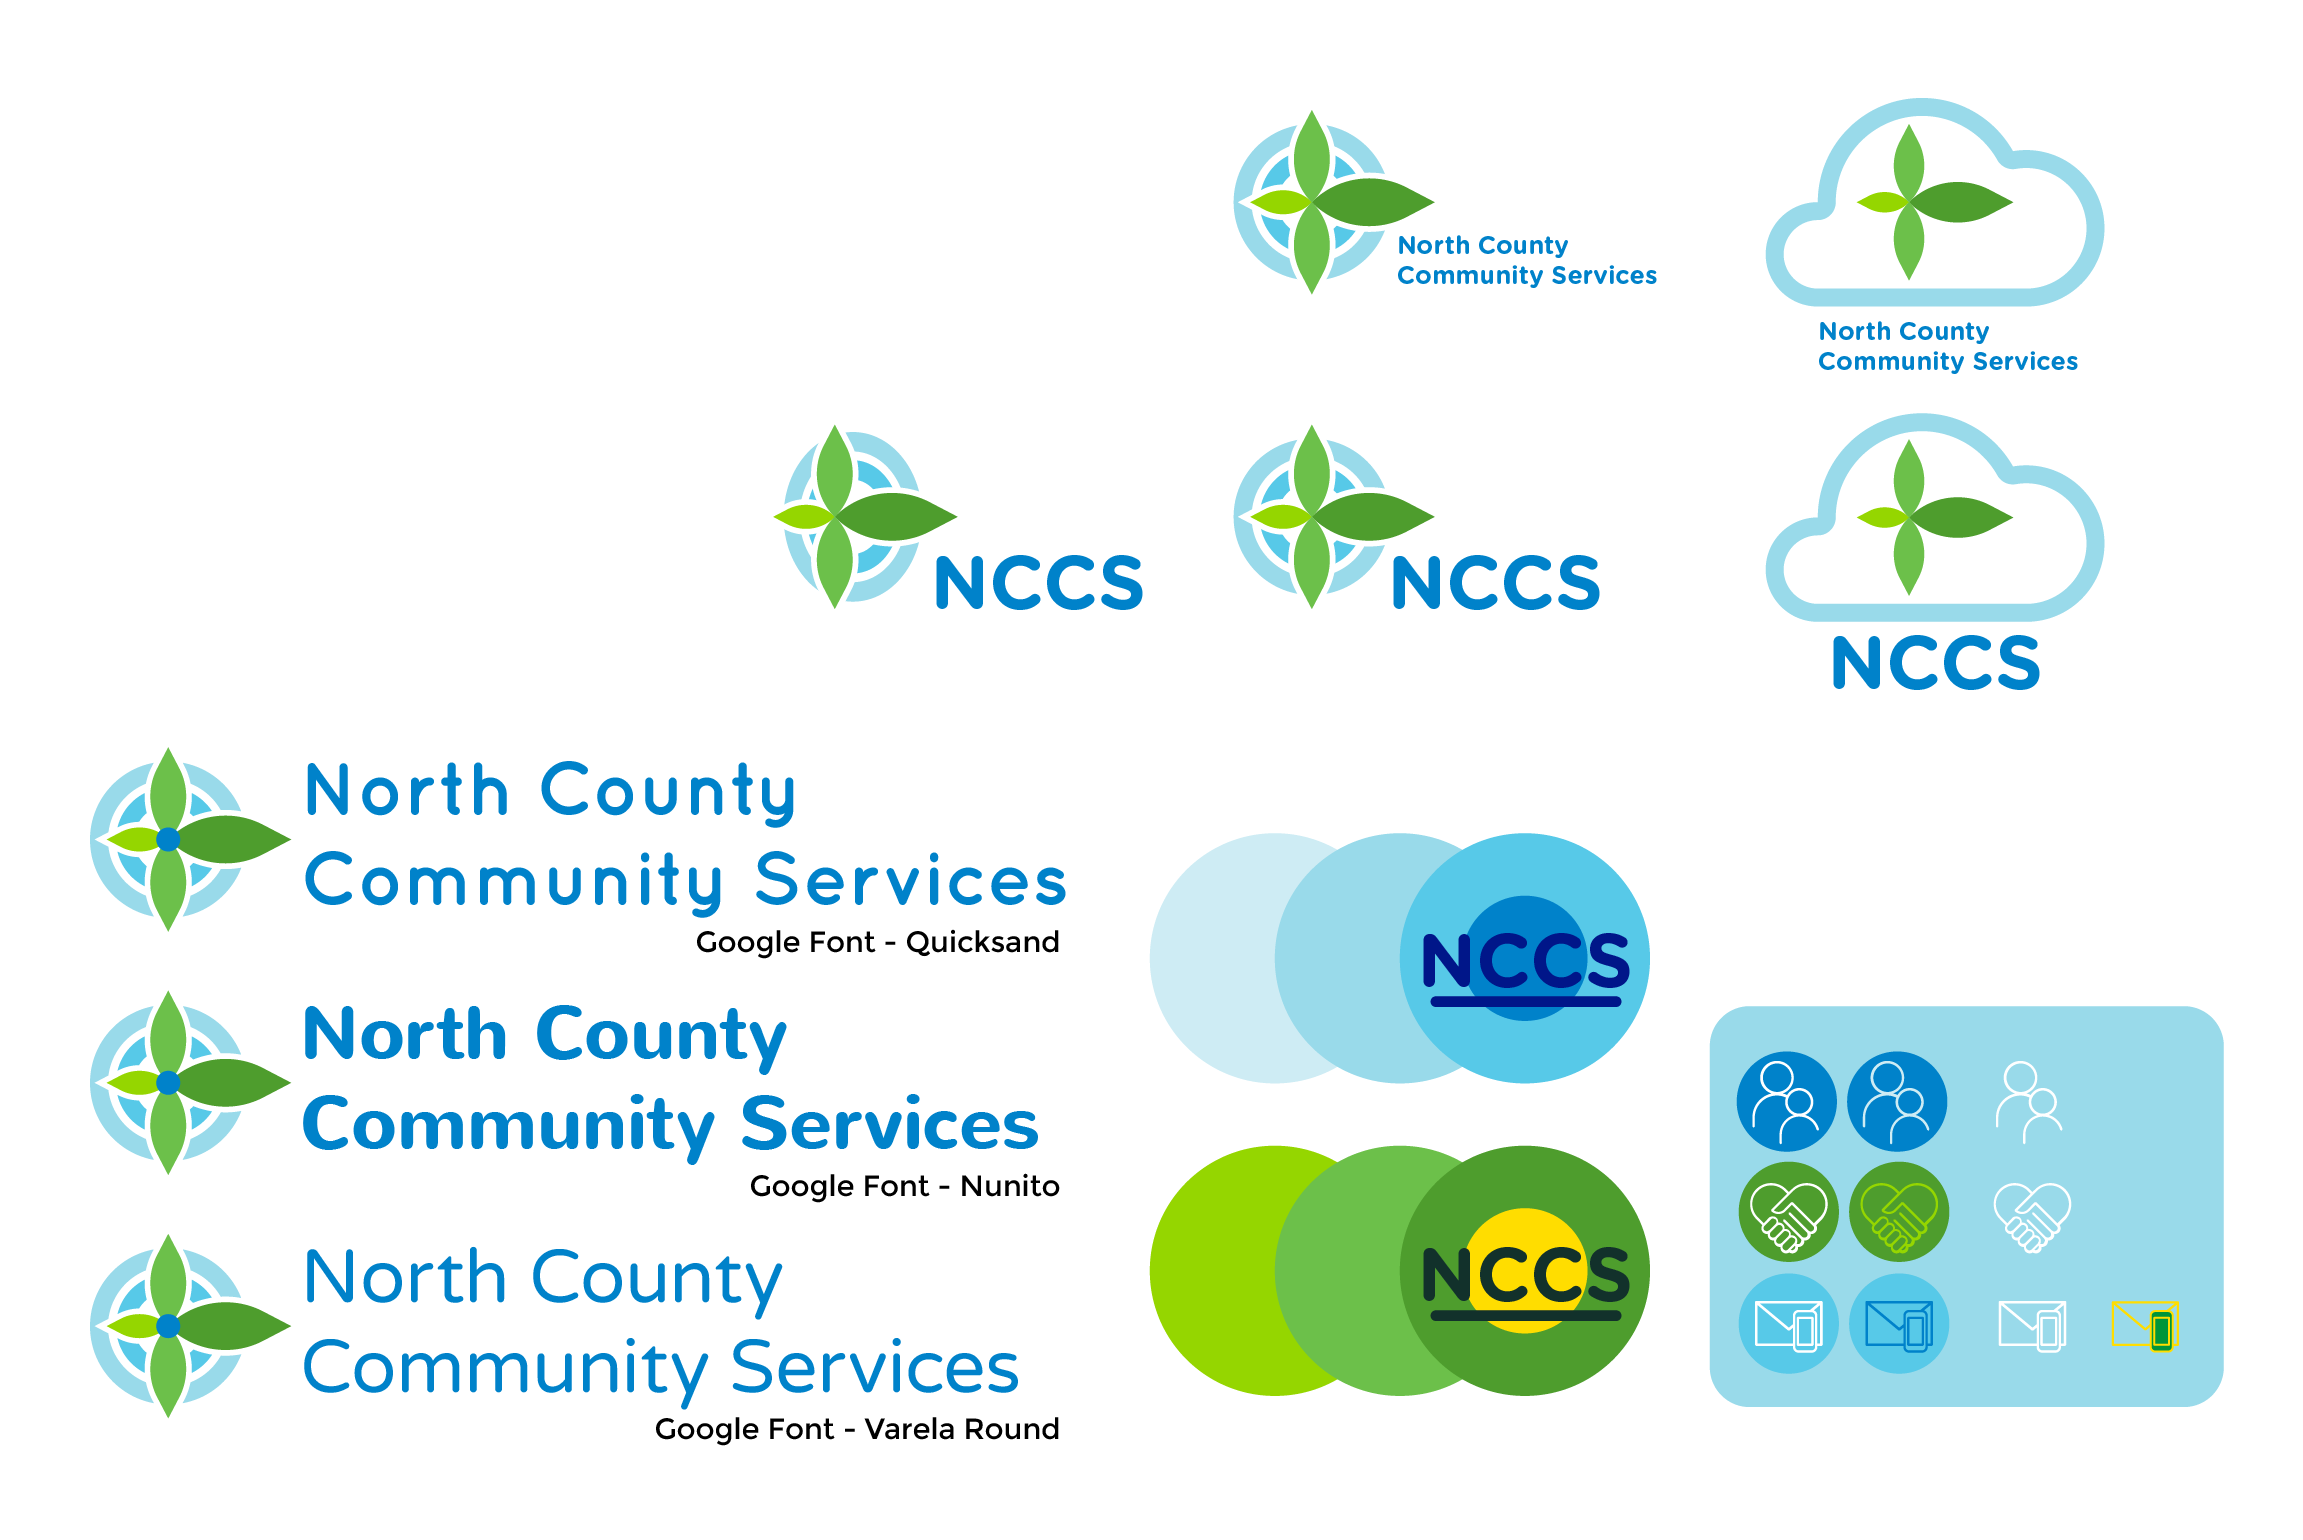 North County
Community Services
North County
Community Services
NCCS
NCCS
NCCS
North County
Community Services
Google Font - Quicksand
North County
Community Services
Google Font - Nunito
North County
Community Services
Google Font - Varela Round
NCCS
NCCS